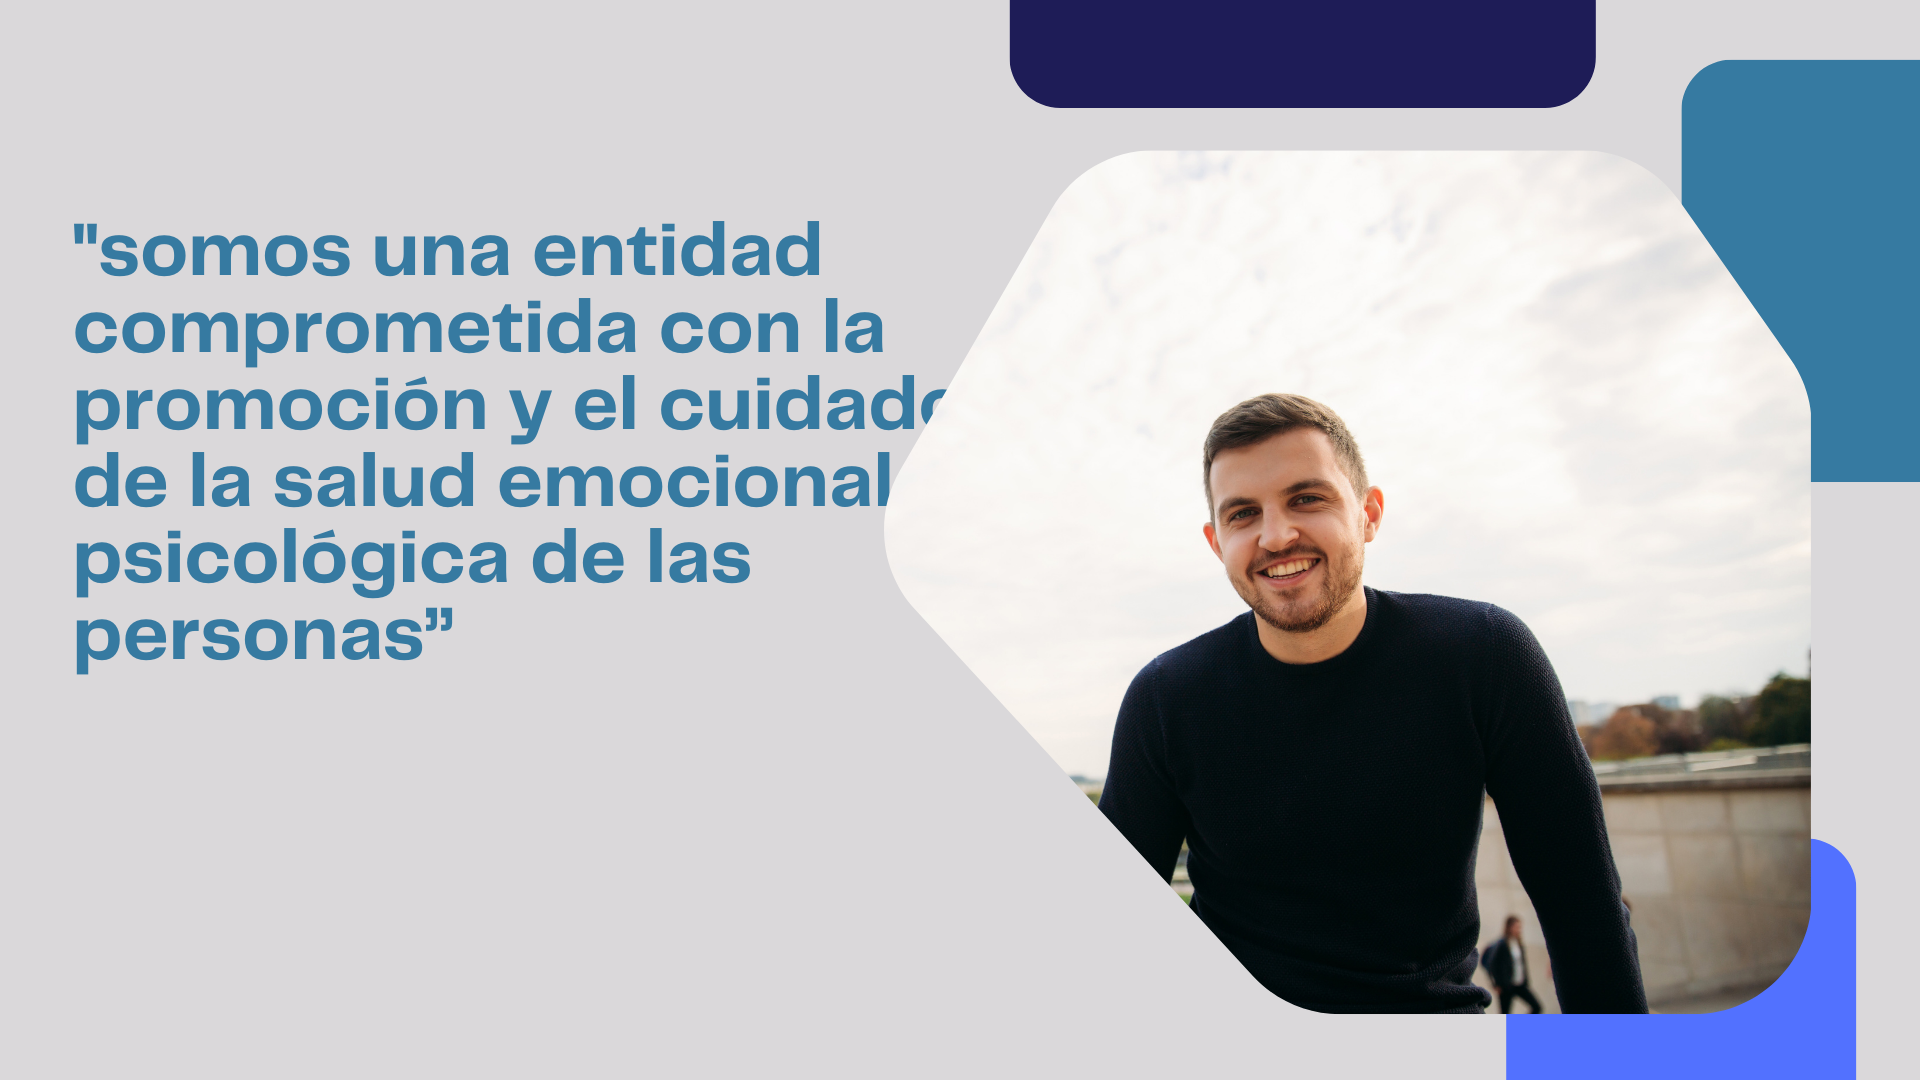 "somos una entidad
comprometida con la
promoción y el cuidado
de la salud emocional
psicológica de las
personas”